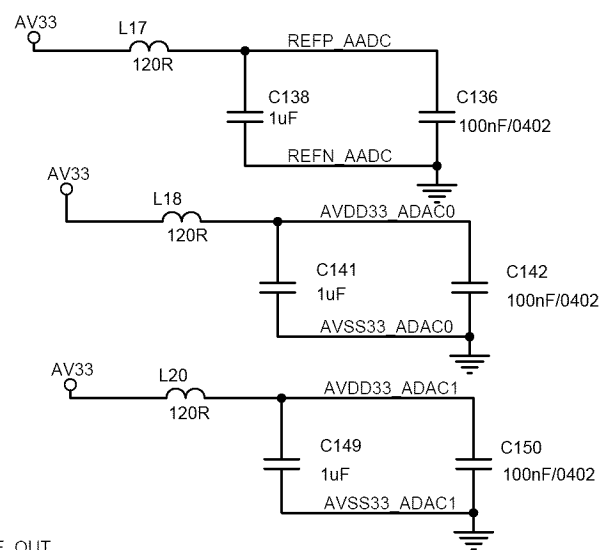 AV33
L17
120R
REFP_AADC
C138
1uF
C136
100nF/0402
REFN_AADC
AV33
L18
120R
AVDD33_ADAC0
C141
1uF
C142
100nF/0402
AVSS33_ADAC0
AV33
L20
120R
AVDD33_ADAC1
C149
1uF
C150
100nF/0402
AVSS33_ADAC1
OUT